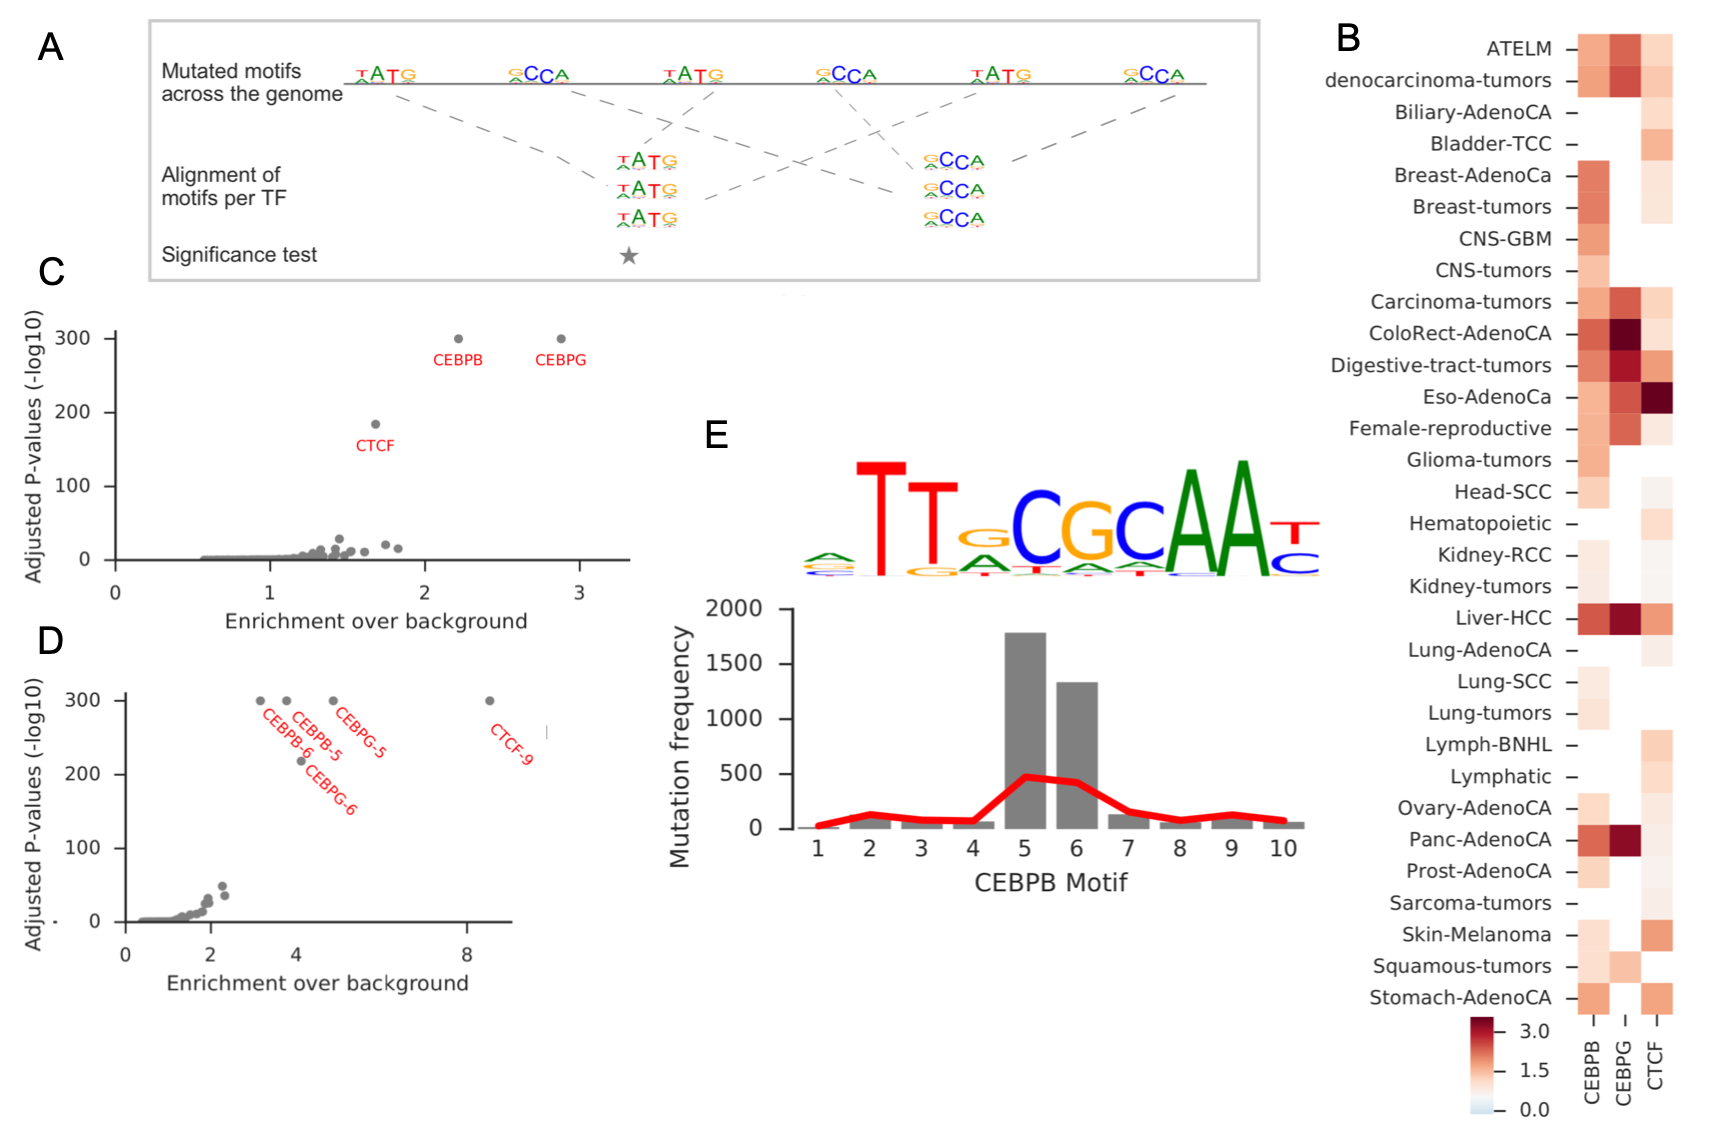 A
Mutated motifs
across the genome
TATG
GCCA
TATG
GCCA
TATG
GCCA
Alignment of
motifs per TF
TATG
GCCA
TATG
GCCA
TATG
GCCA
Significance test
B
ATELM
denocarcinoma-tumors
Biliary-AdenoCA
Bladder-TCC
Breast-AdenoCa
Breast-tumors
CNS-GBM
CNS-tumors
Carcinoma-tumors
ColoRect-AdenoCA
Digestive-tract-tumors
Eso-AdenoCa
Female-reproductive
Glioma-tumors
Head-SCC
Hematopoietic
Kidney-RCC
Kidney-tumors
Liver-HCC
Lung-AdenoCA
Lung-SCC
Lung-tumors
Lymph-BNHL
Lymphatic
Ovary-AdenoCA
Panc-AdenoCA
Prost-AdenoCA
Sarcoma-tumors
Skin-Melanoma
Squamous-tumors
Stomach-AdenoCA
3.0
1.5
0.0
CEBPB
CEBPG
CTCF
C
Adjusted P-values (-log10)
300
200
100
0
CEBPB
CEBPG
CTCF
0 1 2 3
Enrichment over background
D
Adjusted P-values (-log10)
300
200
100
0
CEBPB-6
CEBPB-5
CEBPG-5
CEBPG-6
CTCF-9
0 2 4 8
Enrichment over background
E
TTGCGCAAT
Mutation frequency
2000
1500
1000
500
0
1 2 3 4 5 6 7 8 9 10
CEBPB Motif